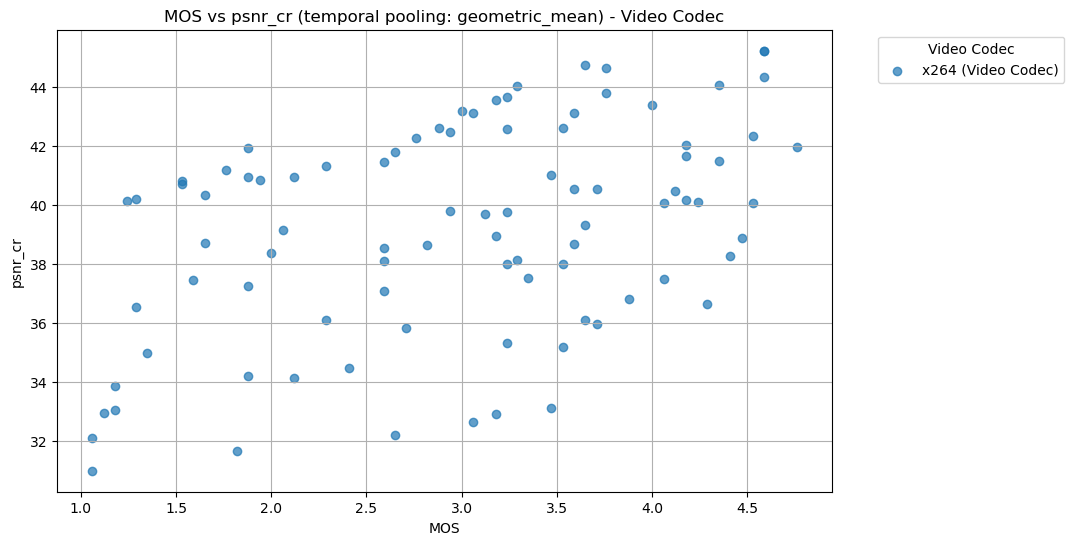 MOS vs psnr_cr (temporal pooling: geometric_mean) - Video Codec
Video Codec
x264 (Video Codec)
psnr_cr
44
42
40
38
36
34
32
1.0 1.5 2.0 2.5 3.0 3.5 4.0 4.5
MOS